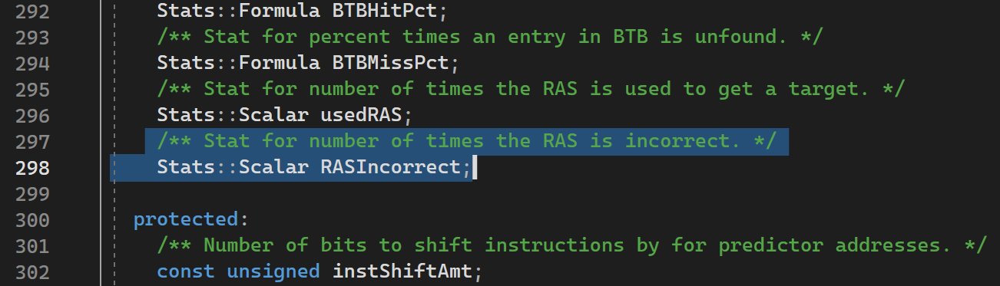 292 Stats::Formula BTBHitPct;
293 /** Stat for percent times an entry in BTB is unfound. */
294 Stats::Formula BTBMissPct;
295 /** Stat for number of times the RAS is used to get a target. */
296 Stats::Scalar usedRAS;
297 /** Stat for number of times the RAS is incorrect. */
298 Stats::Scalar RASIncorrect;
299
300 protected:
301 /** Number of bits to shift instructions by for predictor addresses. */
302 const unsigned instShiftAmt;